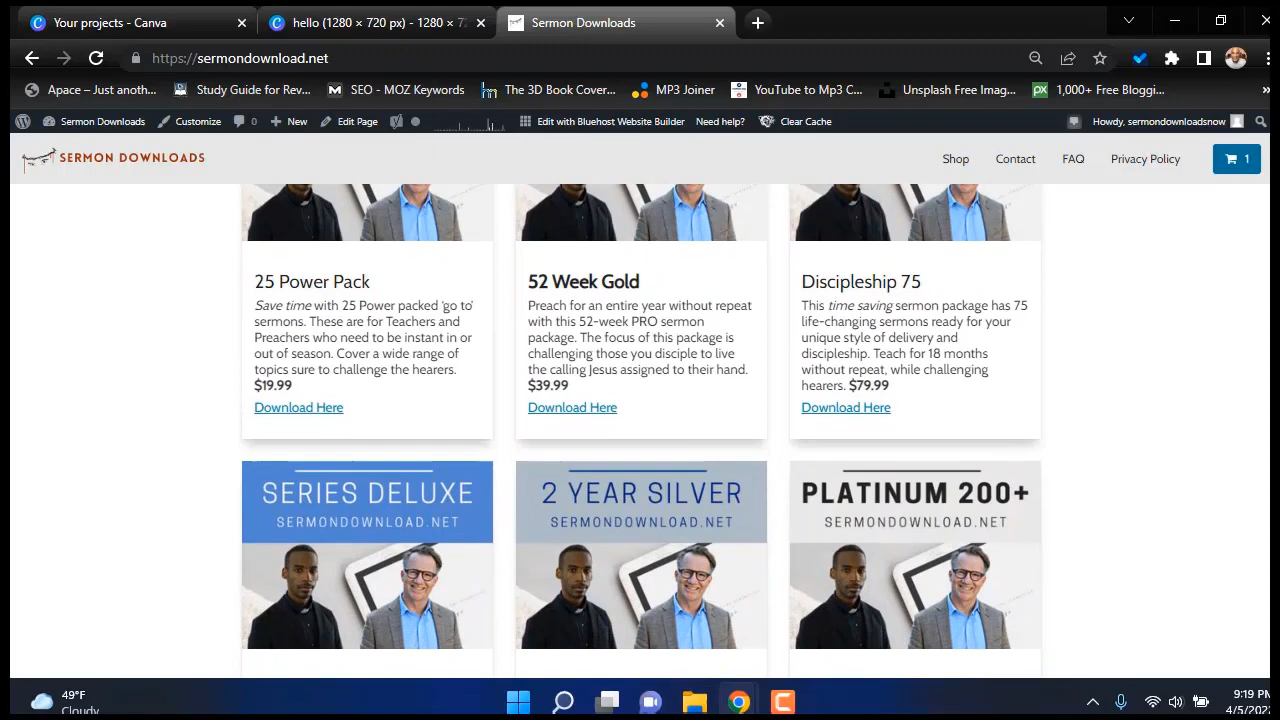 Your projects - Canva
hello (1280 × 720 px) - 1280 × 72
Sermon Downloads
https://sermondownload.net
Apace – Just anoth...
Study Guide for Rev...
SEO - MOZ Keywords
The 3D Book Cover...
MP3 Joiner
YouTube to Mp3 C...
Unsplash Free Imag...
1,000+ Free Bloggi...
»
Sermon Downloads
Customize
0
New
Edit Page
Edit with Bluehost Website Builder
Need help?
Clear Cache
Howdy, sermondownloadsnow
SERMON DOWNLOADS
Shop
Contact
FAQ
Privacy Policy
1
25 Power Pack
Save time with 25 Power packed 'go to'
sermons. These are for Teachers and
Preachers who need to be instant in or
out of season. Cover a wide range of
topics sure to challenge the hearers.
$19.99
Download Here
52 Week Gold
Preach for an entire year without repeat
with this 52-week PRO sermon
package. The focus of this package is
challenging those you disciple to live
the calling Jesus assigned to their hand.
$39.99
Download Here
Discipleship 75
This time saving sermon package has 75
life-changing sermons ready for your
unique style of delivery and
discipleship. Teach for 18 months
without repeat, while challenging
hearers. $79.99
Download Here
SERIES DELUXE
SERMONDOWNLOAD.NET
2 YEAR SILVER
SERMONDOWNLOAD.NET
PLATINUM 200+
SERMONDOWNLOAD.NET
49°F
Cloudy
9:19 PM
4/5/202